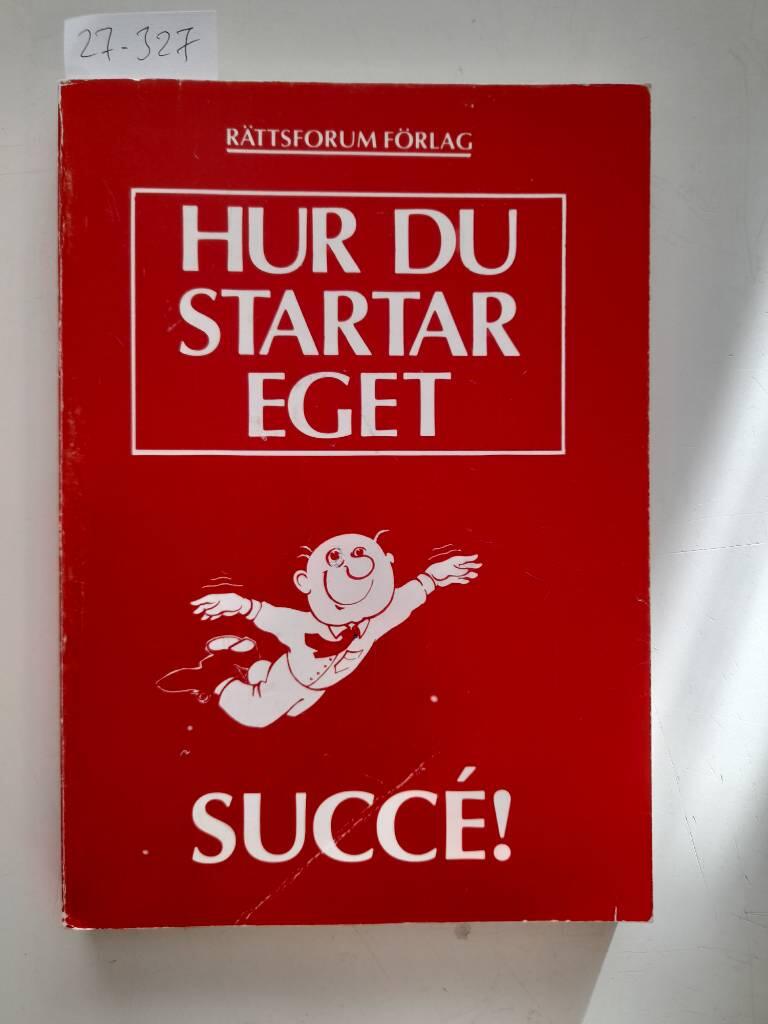 27-327
RÄTTSFORUM FÖRLAG
HUR DU
STARTAR
EGET
SUCCÉ!